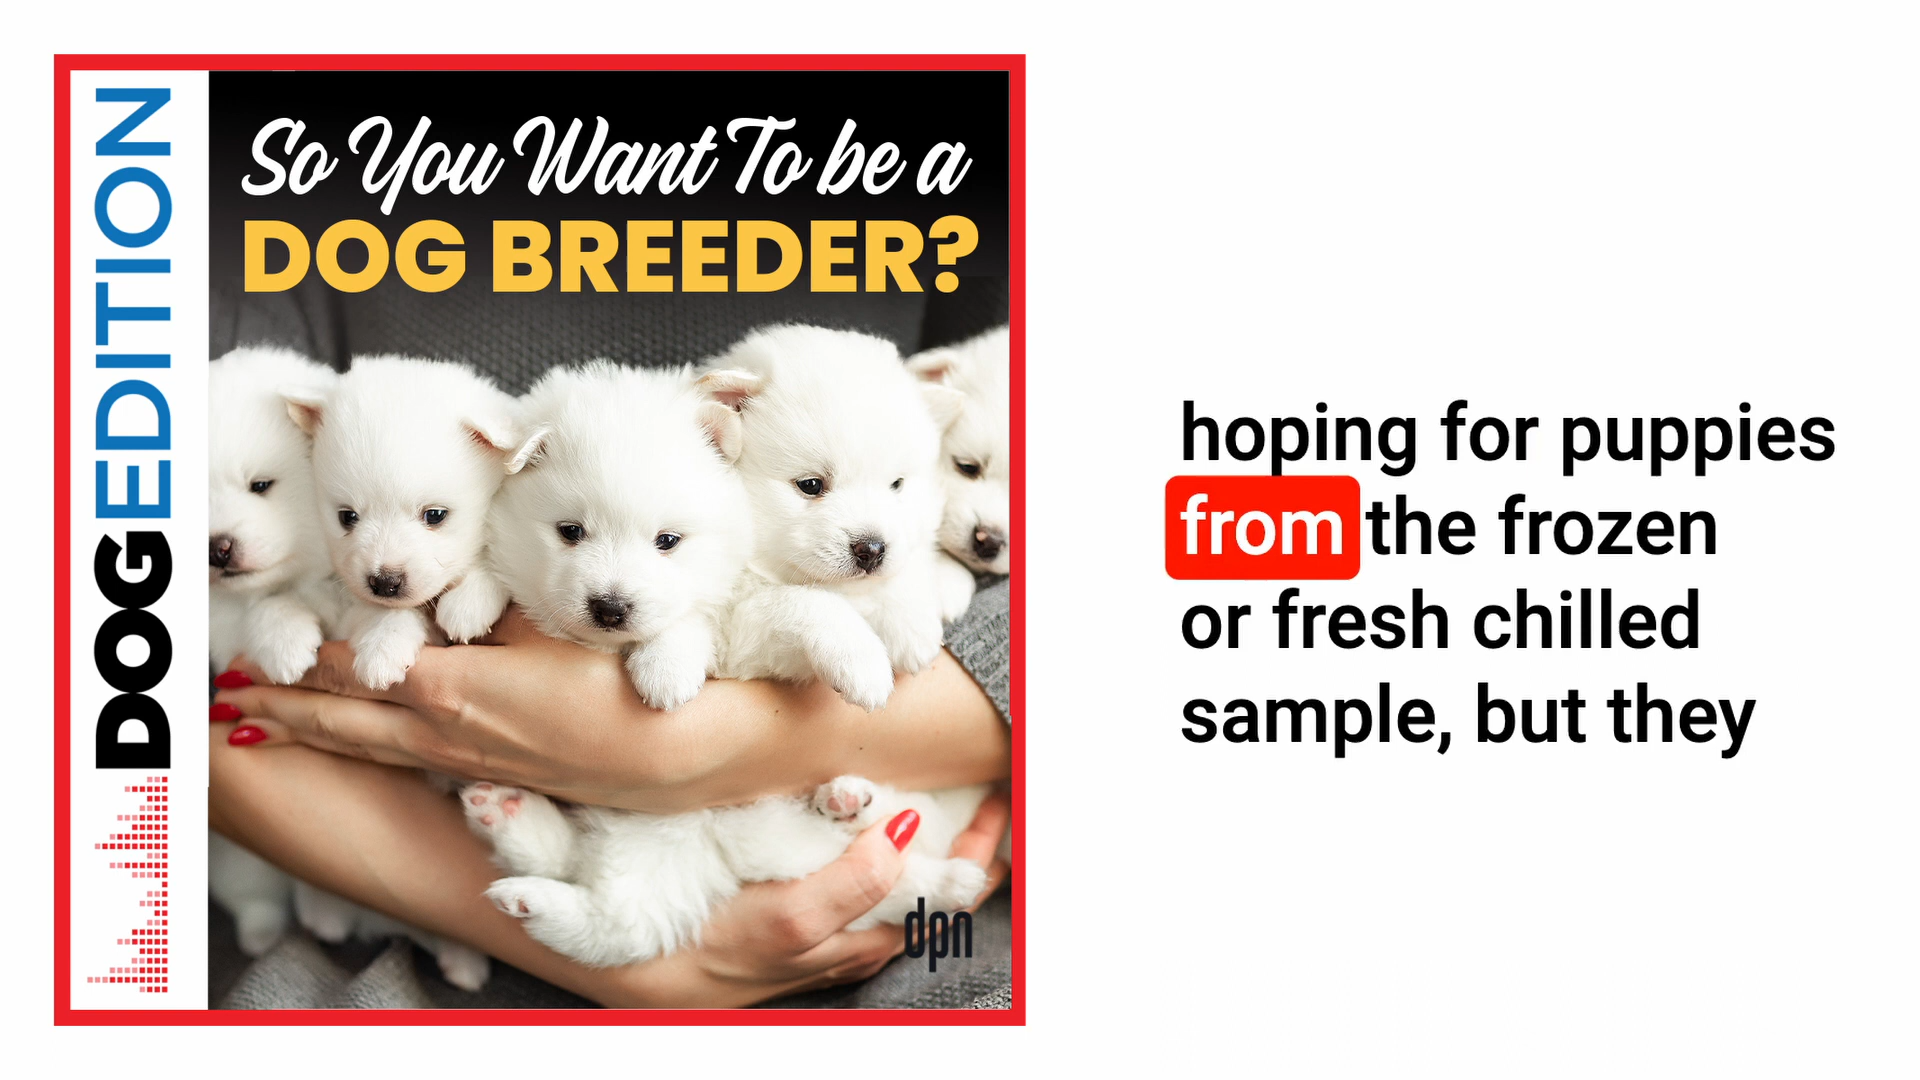 DOGEDITION
So You Want To be a
DOG BREEDER?
dpn
hoping for puppies
from the frozen
or fresh chilled
sample, but they